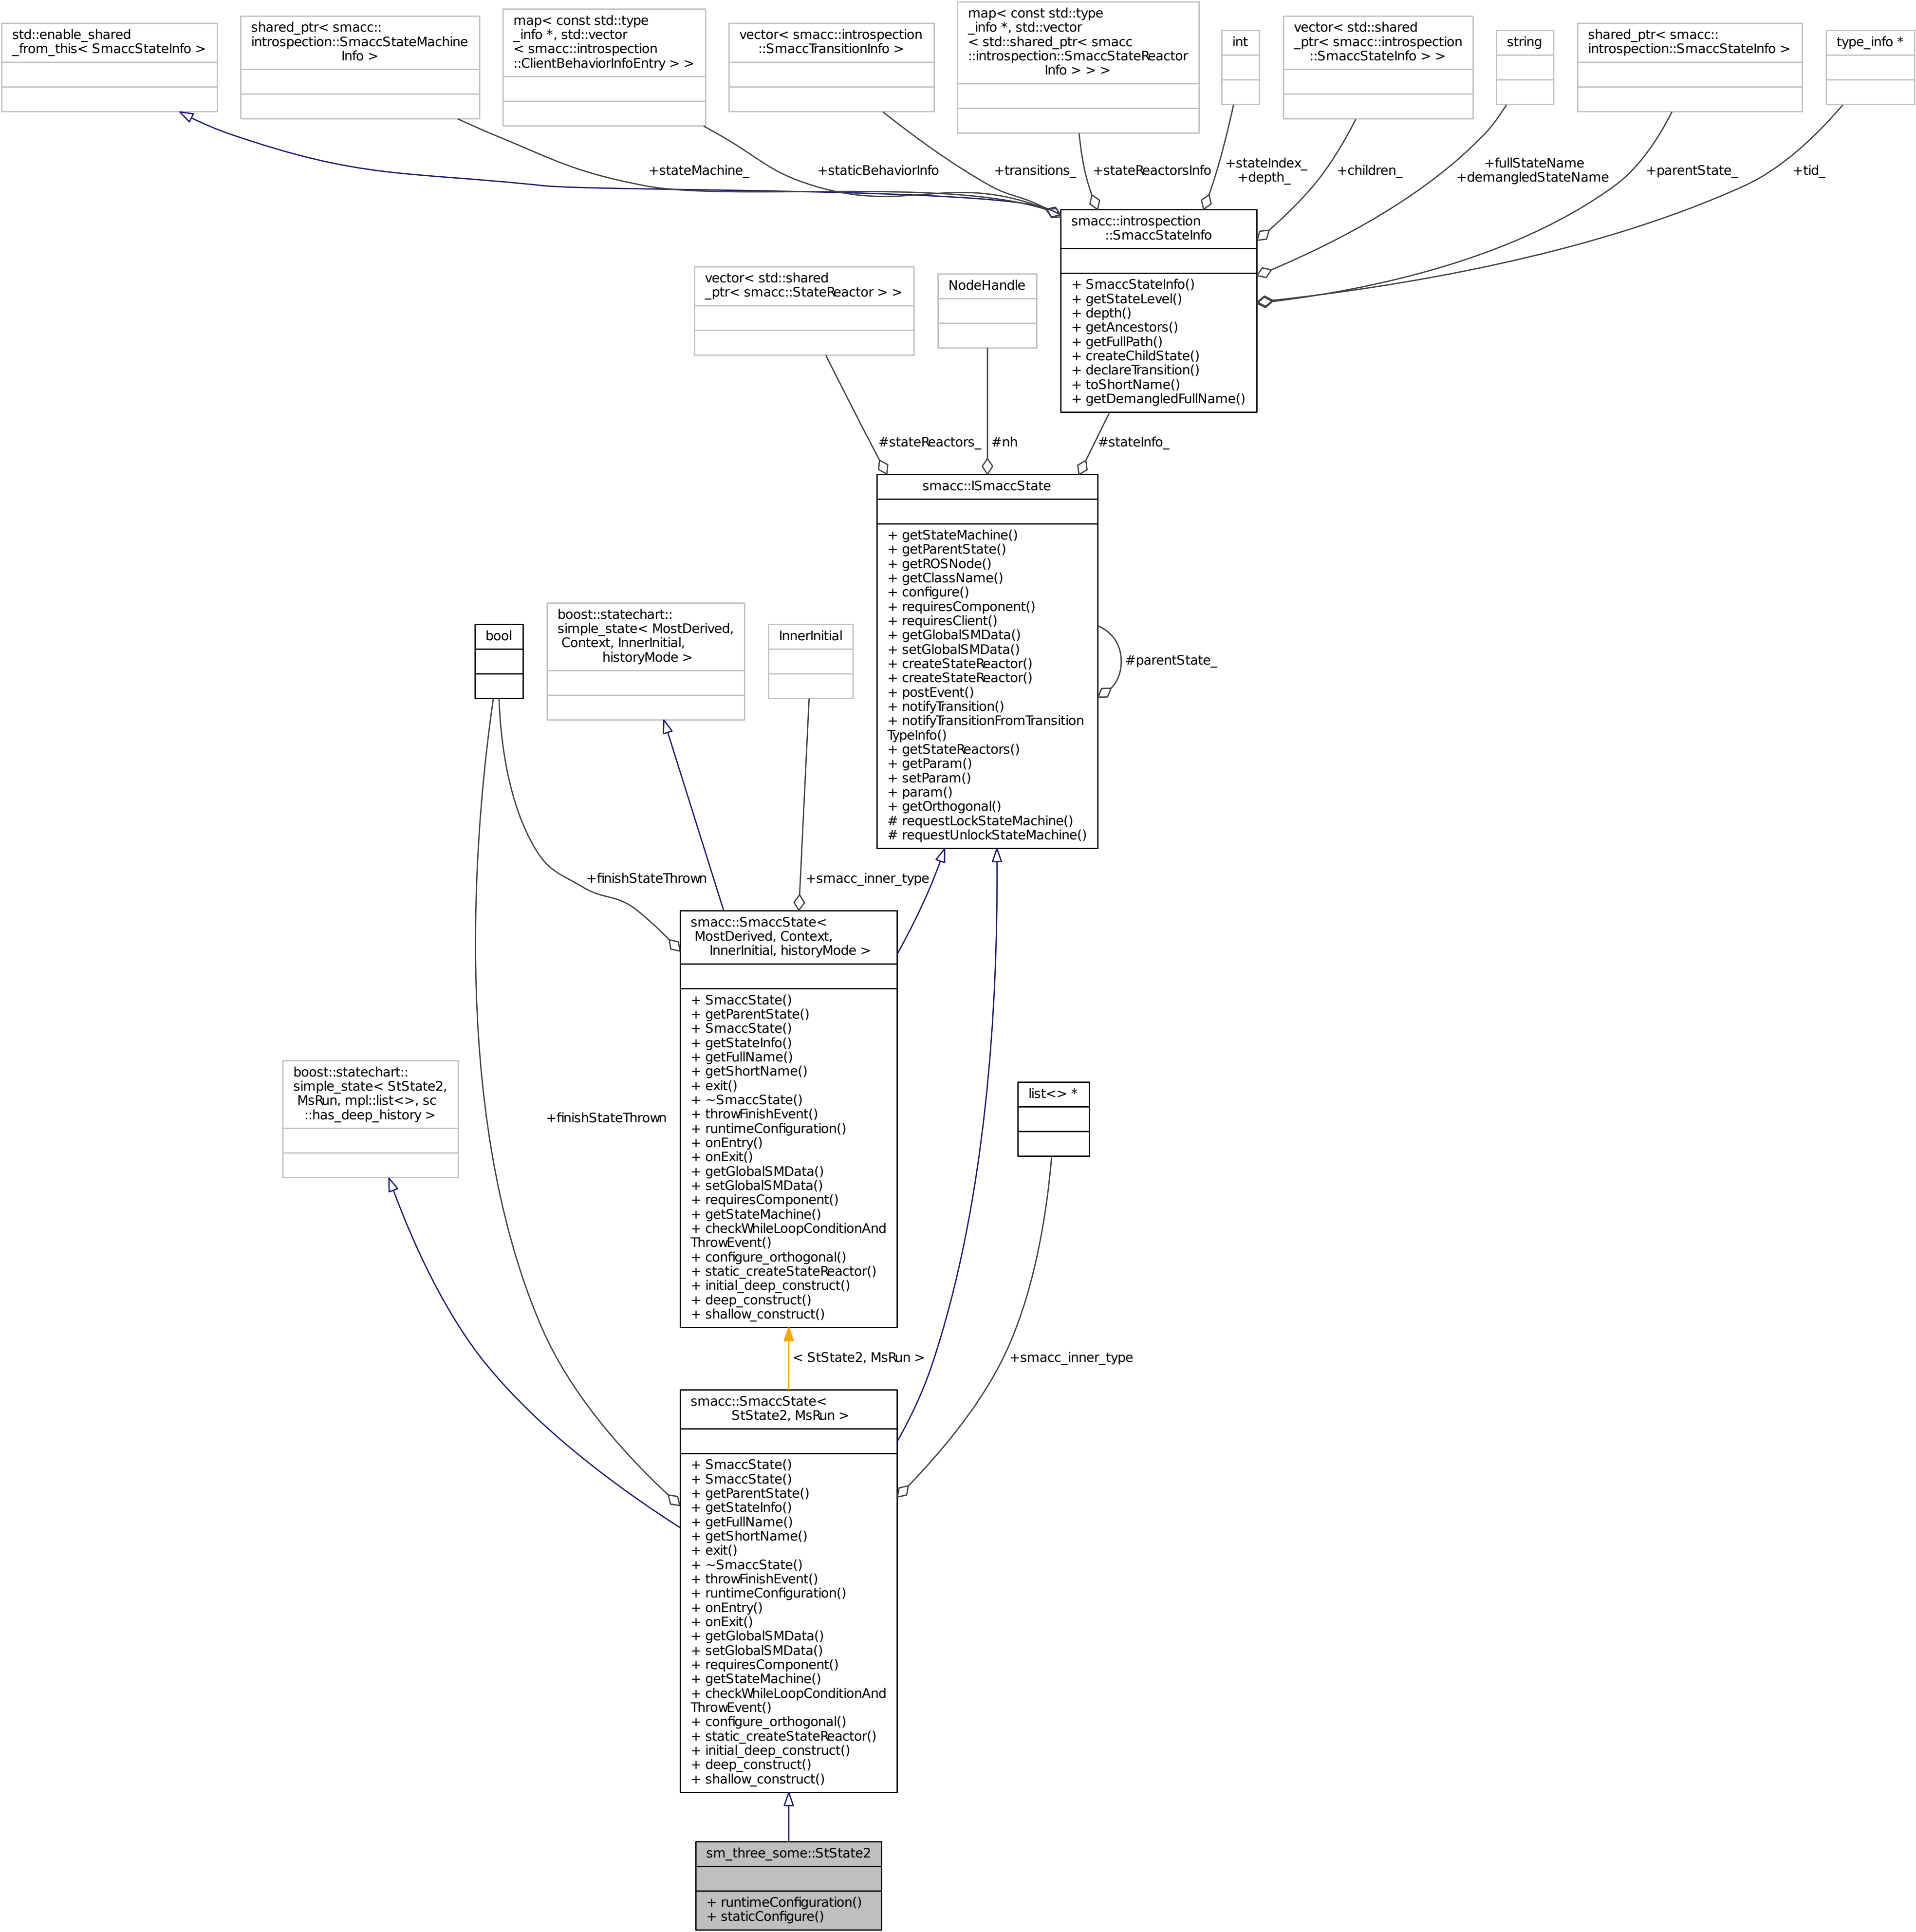 std::enable_shared
_from_this< SmaccStateInfo >
shared_ptr< smacc::
introspection::SmaccStateMachine
Info >
map< const std::type
_info *, std::vector
< smacc::introspection
::ClientBehaviorInfoEntry > >
vector< smacc::introspection
::SmaccTransitionInfo >
map< const std::type
_info *, std::vector
< std::shared_ptr< smacc
::introspection::SmaccStateReactor
Info > > >
int
vector< std::shared
_ptr< smacc::introspection
::SmaccStateInfo > >
string
shared_ptr< smacc::
introspection::SmaccStateInfo >
type_info *
+stateMachine_
+staticBehaviorInfo
+transitions_
+stateReactorsInfo
+stateIndex_
+depth_
+children_
+fullStateName
+demangledStateName
+parentState_
+tid_
smacc::introspection
::SmaccStateInfo
+ SmaccStateInfo()
+ getStateLevel()
+ depth()
+ getAncestors()
+ getFullPath()
+ createChildState()
+ declareTransition()
+ toShortName()
+ getDemangledFullName()
vector< std::shared
_ptr< smacc::StateReactor > >
NodeHandle
#stateReactors_
#nh
#stateInfo_
smacc::ISmaccState
+ getStateMachine()
+ getParentState()
+ getROSNode()
+ getClassName()
+ configure()
+ requiresComponent()
+ requiresClient()
+ getGlobalSMData()
+ setGlobalSMData()
+ createStateReactor()
+ createStateReactor()
+ postEvent()
+ notifyTransition()
+ notifyTransitionFromTransition
TypeInfo()
+ getStateReactors()
+ getParam()
+ setParam()
+ param()
+ getOrthogonal()
# requestLockStateMachine()
# requestUnlockStateMachine()
#parentState_
bool
boost::statechart::
simple_state< MostDerived,
Context, InnerInitial,
historyMode >
InnerInitial
+finishStateThrown
+smacc_inner_type
smacc::SmaccState<
MostDerived, Context,
InnerInitial, historyMode >
+ SmaccState()
+ getParentState()
+ SmaccState()
+ getStateInfo()
+ getFullName()
+ getShortName()
+ exit()
+ ~SmaccState()
+ throwFinishEvent()
+ runtimeConfiguration()
+ onEntry()
+ onExit()
+ getGlobalSMData()
+ setGlobalSMData()
+ requiresComponent()
+ getStateMachine()
+ checkWhileLoopConditionAnd
ThrowEvent()
+ configure_orthogonal()
+ static_createStateReactor()
+ initial_deep_construct()
+ deep_construct()
+ shallow_construct()
boost::statechart::
simple_state< StState2,
MsRun, mpl::list<>, sc
::has_deep_history >
+finishStateThrown
list<> *
< StState2, MsRun >
+smacc_inner_type
smacc::SmaccState<
StState2, MsRun >
+ SmaccState()
+ SmaccState()
+ getParentState()
+ getStateInfo()
+ getFullName()
+ getShortName()
+ exit()
+ ~SmaccState()
+ throwFinishEvent()
+ runtimeConfiguration()
+ onEntry()
+ onExit()
+ getGlobalSMData()
+ setGlobalSMData()
+ requiresComponent()
+ getStateMachine()
+ checkWhileLoopConditionAnd
ThrowEvent()
+ configure_orthogonal()
+ static_createStateReactor()
+ initial_deep_construct()
+ deep_construct()
+ shallow_construct()
sm_three_some::StState2
+ runtimeConfiguration()
+ staticConfigure()